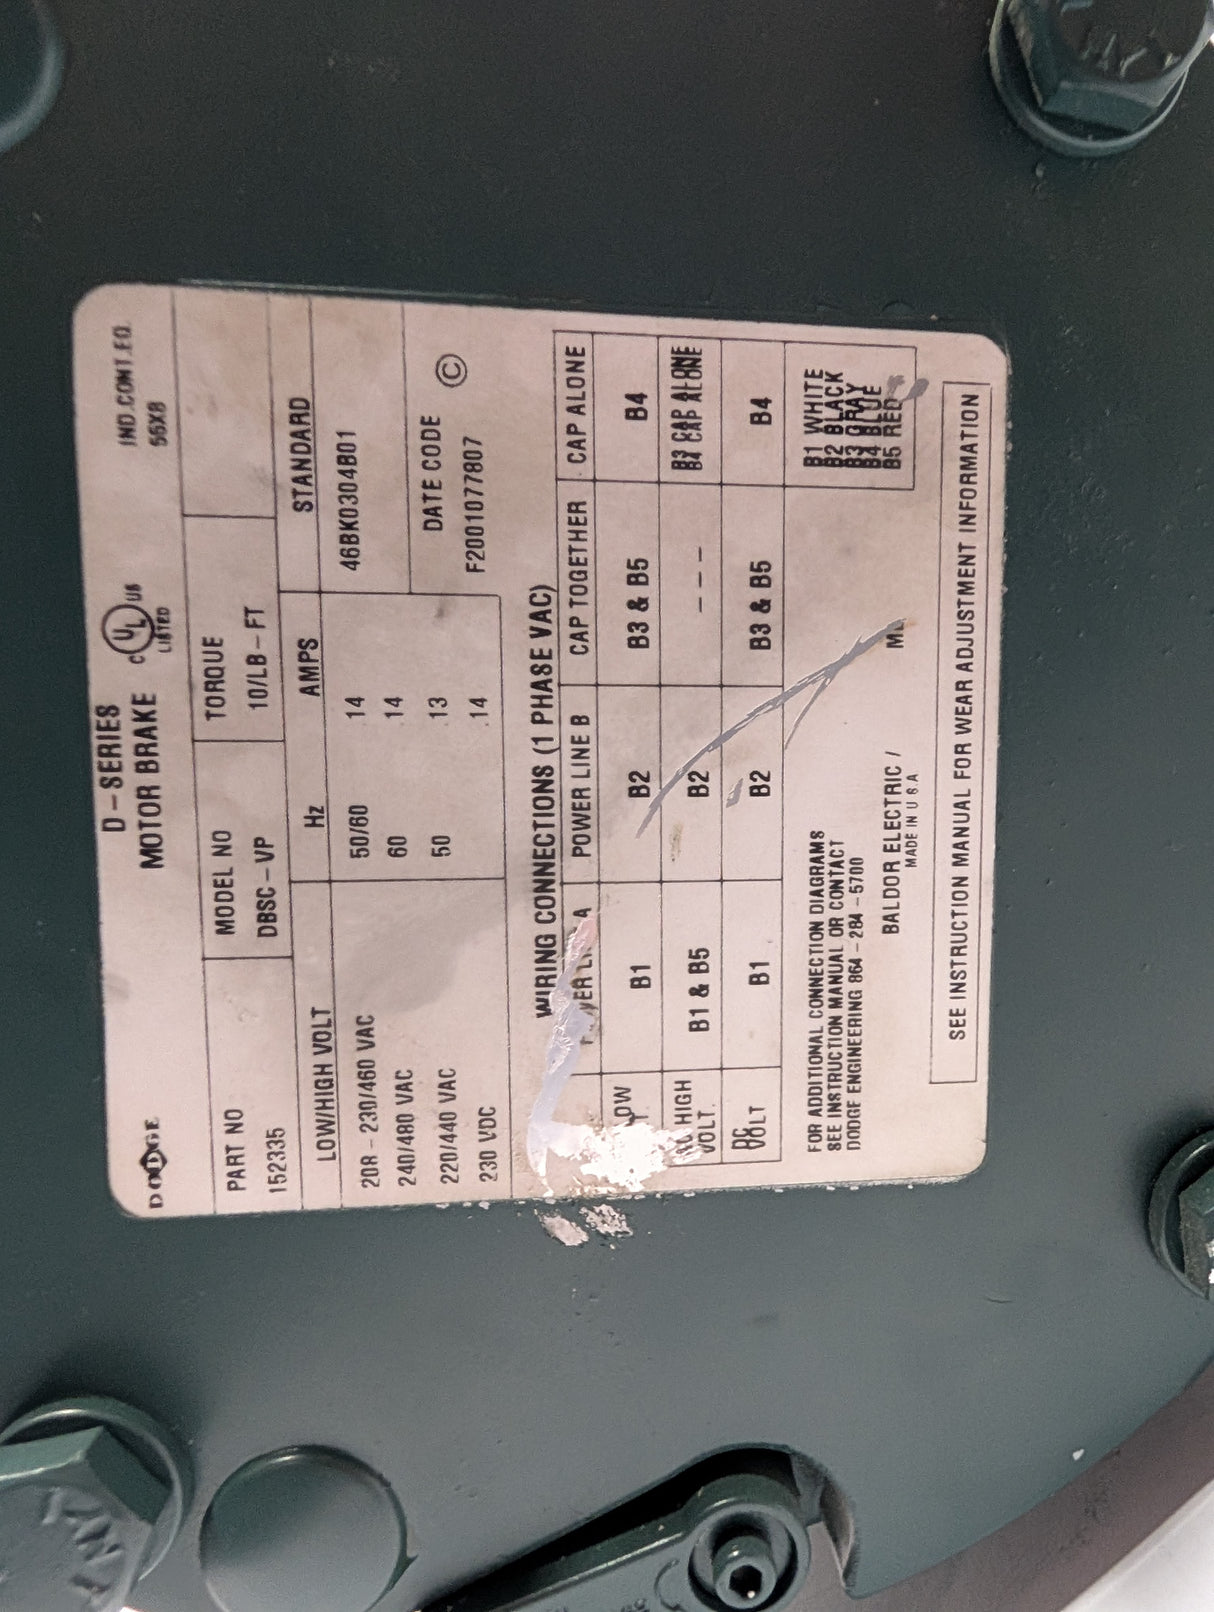 D-SERIES
MOTOR BRAKE
DODGE
C UL US
LISTED
IND.CONT.EQ.
56X8
PART NO MODEL NO TORQUE
152335 DBSC-VP 10/LB-FT
LOW/HIGH VOLT Hz AMPS STANDARD
208-230/460 VAC 50/60 .14 46BK0304B01
240/480 VAC 60 .14
220/440 VAC 50 .13 DATE CODE ©
230 VDC .14 F2001077807
WIRING CONNECTIONS (1 PHASE VAC)
A POWER LINE B CAP TOGETHER CAP ALONE
B1 B2 B3 & B5 B4
HIGH
VOLT. B1 & B5 B2 --- B3 CAP ALONE
B4 CAP ALONE
DC
VOLT B1 B2 B3 & B5 B4
FOR ADDITIONAL CONNECTION DIAGRAMS
SEE INSTRUCTION MANUAL OR CONTACT
DODGE ENGINEERING 864-284-5700
B1 WHITE
B2 BLACK
B3 GRAY
B4 BLUE
B5 RED
BALDOR ELECTRIC /
MADE IN U S A
SEE INSTRUCTION MANUAL FOR WEAR ADJUSTMENT INFORMATION